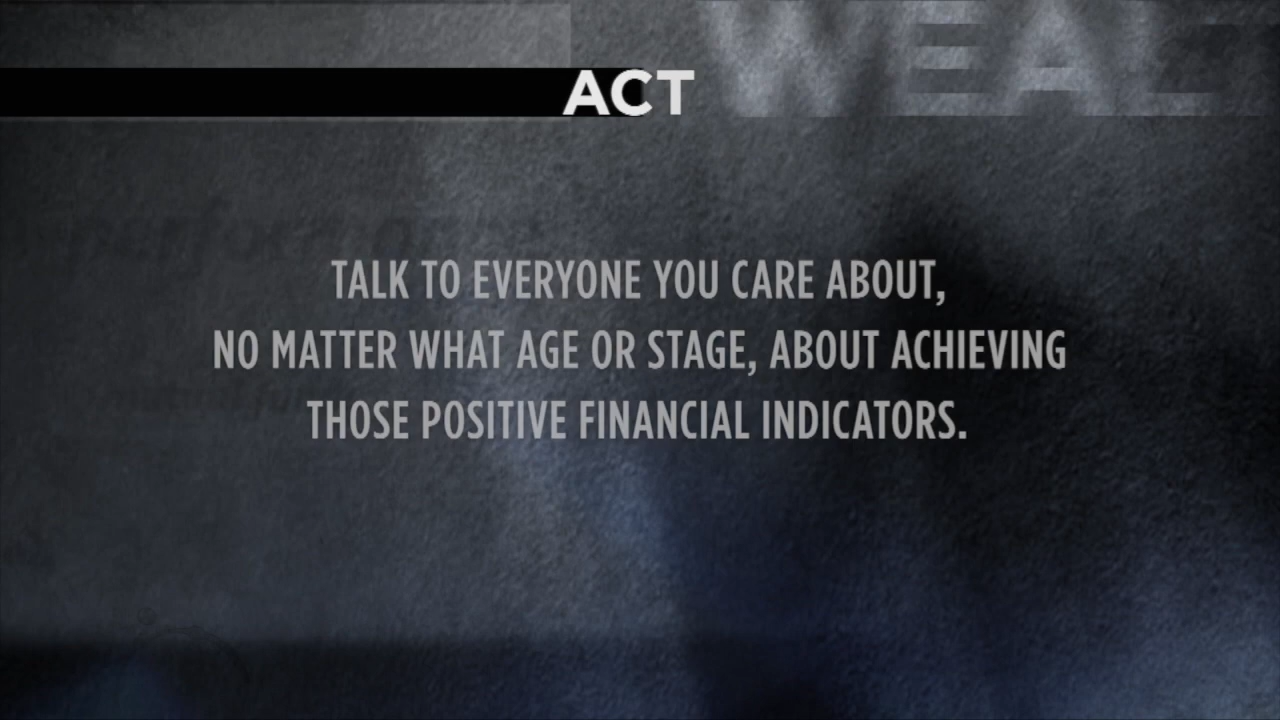 WEAL
ACT
TALK TO EVERYONE YOU CARE ABOUT,
NO MATTER WHAT AGE OR STAGE, ABOUT ACHIEVING
THOSE POSITIVE FINANCIAL INDICATORS.